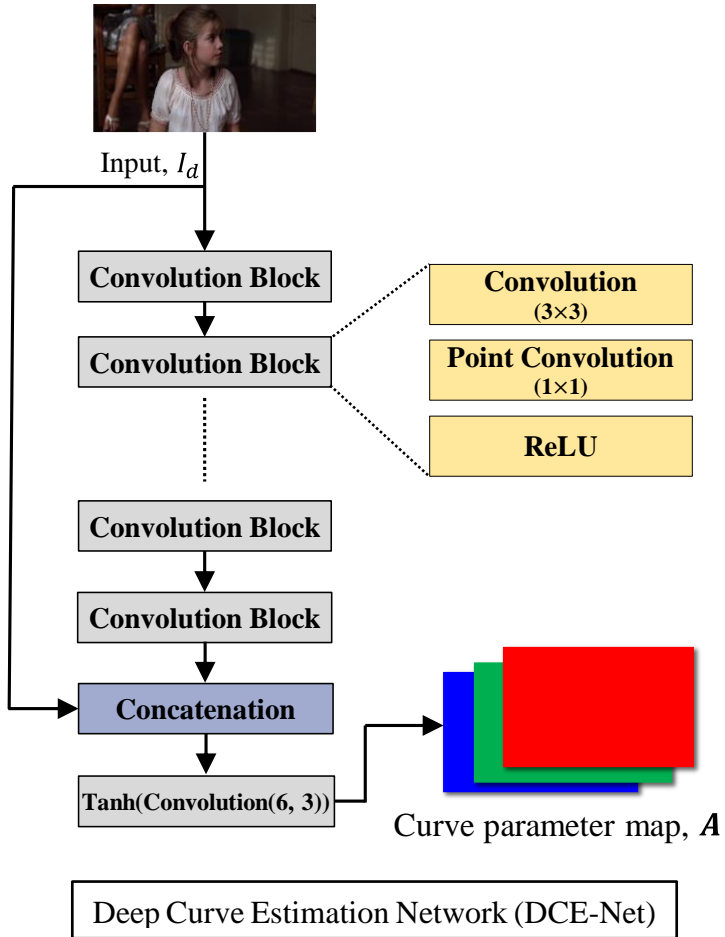 Input, I_d
Convolution Block
Convolution Block
Convolution
(3×3)
Point Convolution
(1×1)
ReLU
Convolution Block
Convolution Block
Concatenation
Tanh(Convolution(6, 3))
Curve parameter map, A
Deep Curve Estimation Network (DCE-Net)